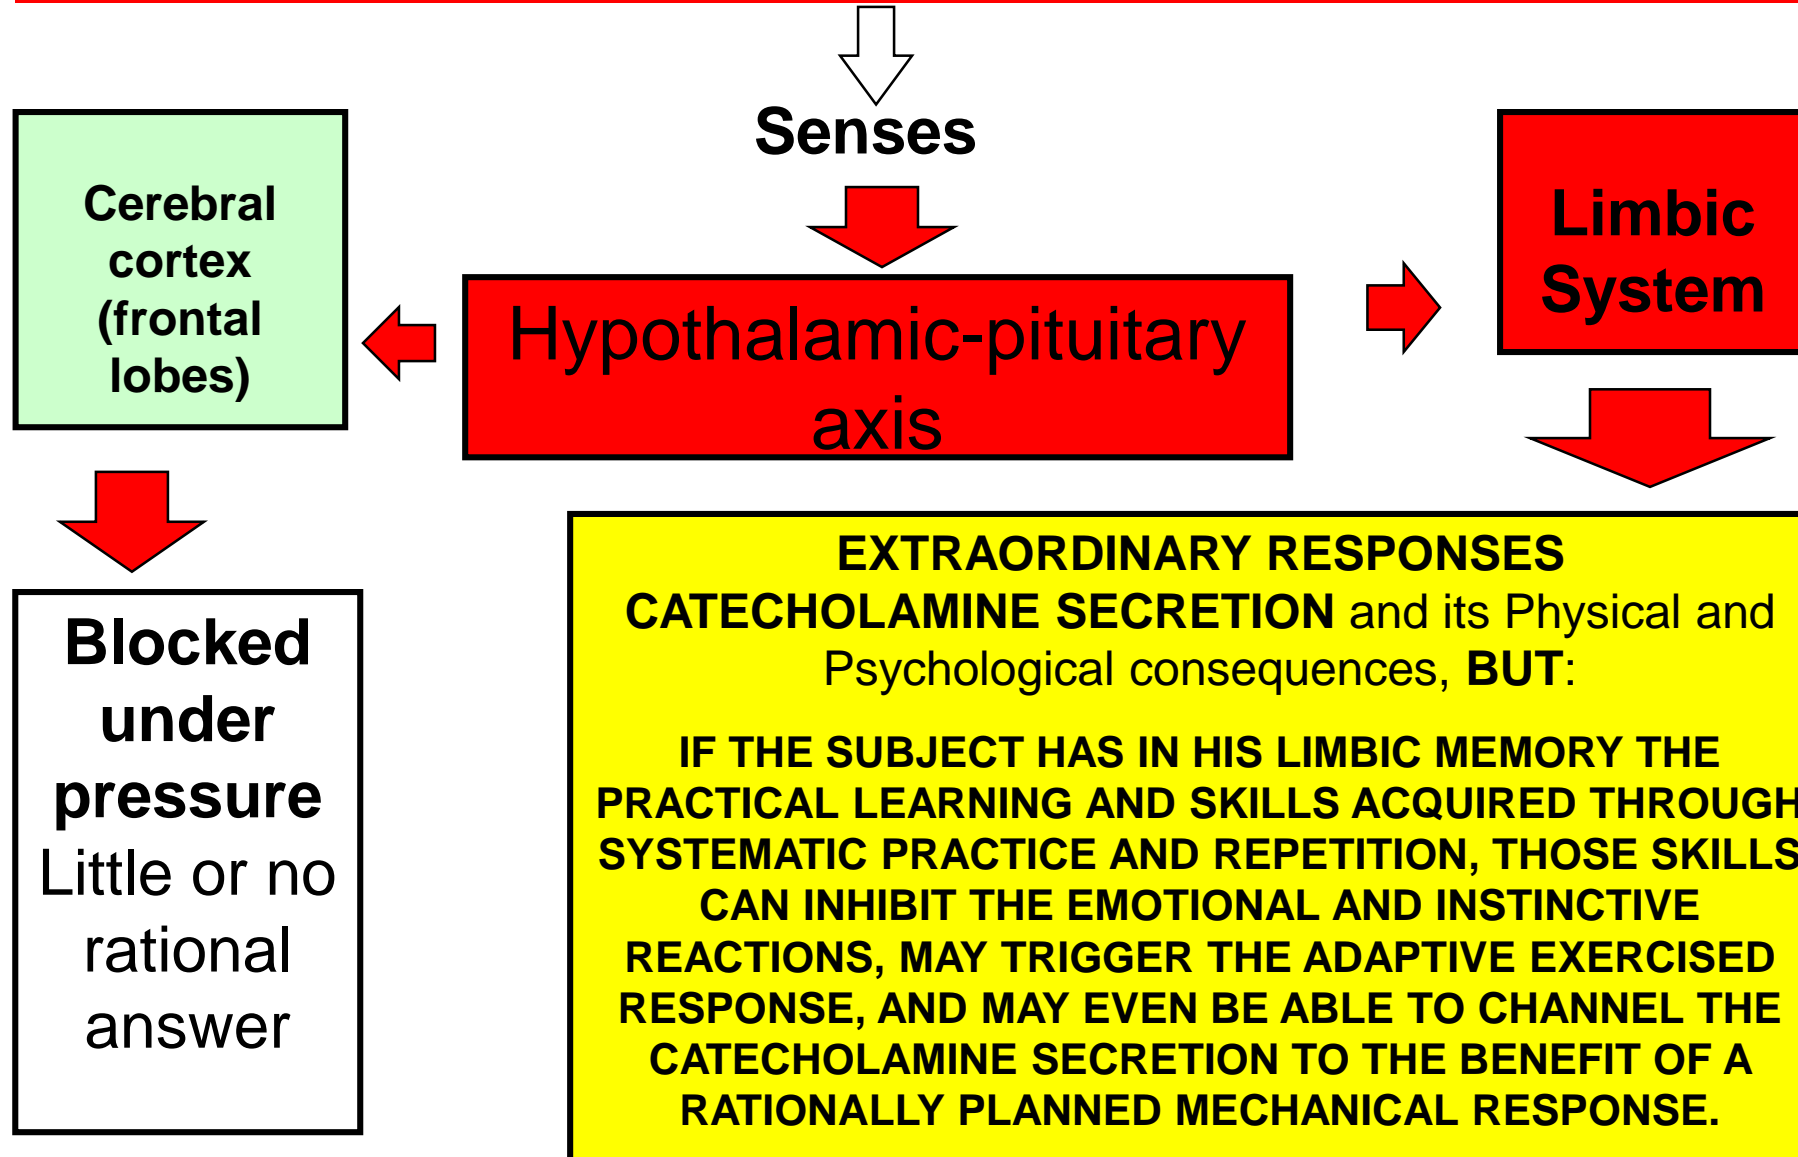 Senses
Cerebral
cortex
(frontal
lobes)
Hypothalamic-pituitary
axis
Limbic
System
Blocked
under
pressure
Little or no
rational
answer
EXTRAORDINARY RESPONSES
CATECHOLAMINE SECRETION and its Physical and
Psychological consequences, BUT:
IF THE SUBJECT HAS IN HIS LIMBIC MEMORY THE
PRACTICAL LEARNING AND SKILLS ACQUIRED THROUGH
SYSTEMATIC PRACTICE AND REPETITION, THOSE SKILLS
CAN INHIBIT THE EMOTIONAL AND INSTINCTIVE
REACTIONS, MAY TRIGGER THE ADAPTIVE EXERCISED
RESPONSE, AND MAY EVEN BE ABLE TO CHANNEL THE
CATECHOLAMINE SECRETION TO THE BENEFIT OF A
RATIONALLY PLANNED MECHANICAL RESPONSE.